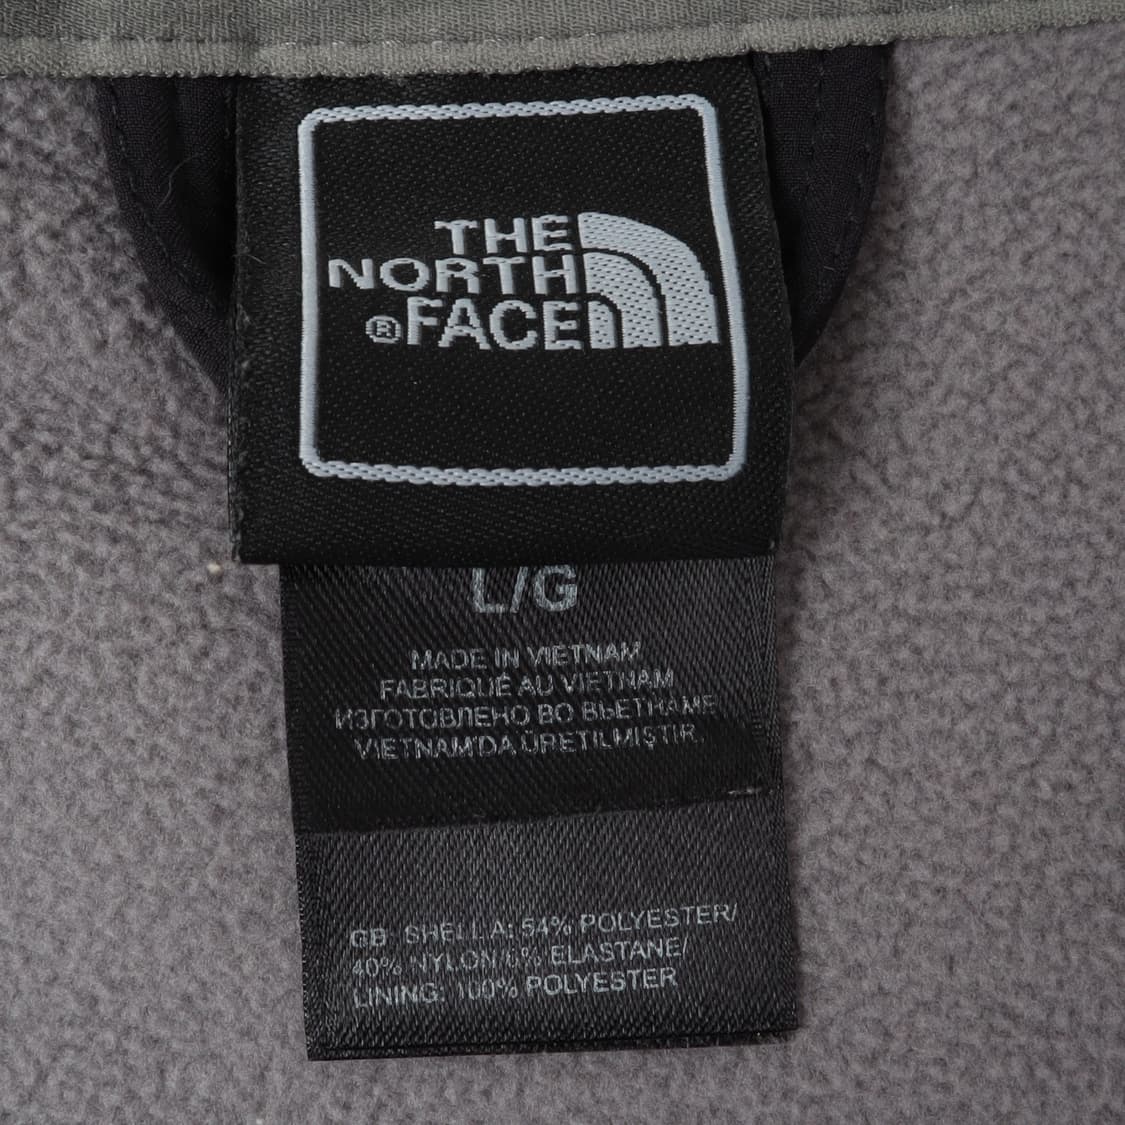 THE
NORTH
® FACE
L/G
MADE IN VIETNAM
FABRIQUÉ AU VIETNAM
ИЗГОТОВЛЕНО ВО ВЬЕТНАМЕ
VIETNAM'DA ÜRETILMIŞTIR.
GB SHELL A: 54% POLYESTER/
40% NYLON/6% ELASTANE/
LINING: 100% POLYESTER